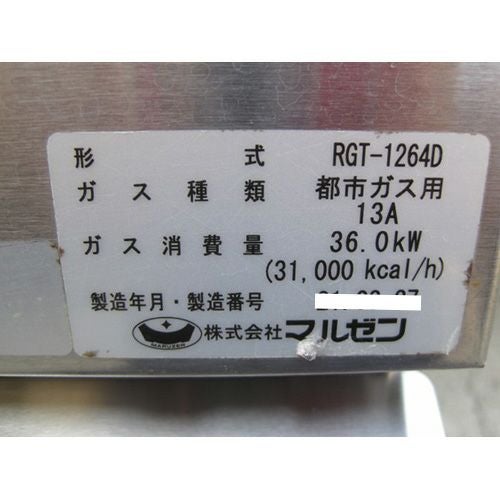 形 式 RGT-1264D
ガス種類 都市ガス用
13A
ガス消費量 36.0kW
(31,000 kcal/h)
製造年月・製造番号
MARUZEN 株式会社マルゼン